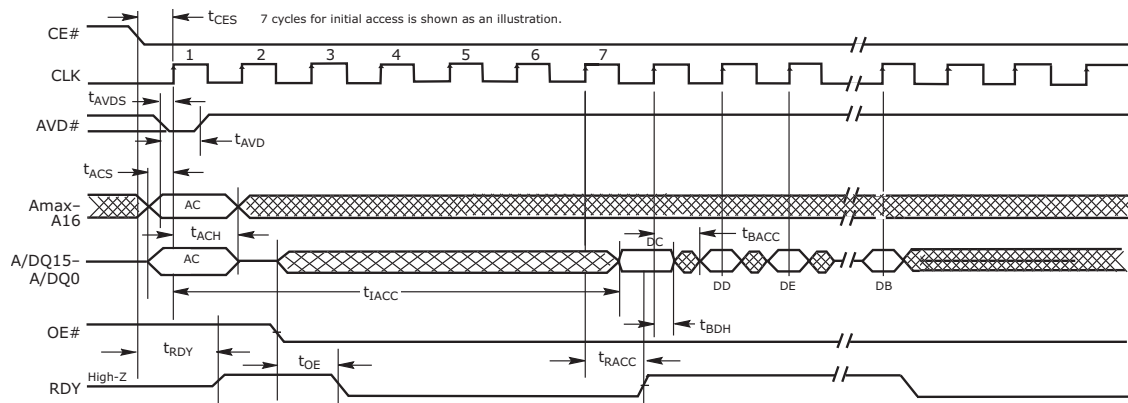 tCES 7 cycles for initial access is shown as an illustration.
CE#
1 2 3 4 5 6 7
CLK
tAVDS
AVD#
tAVD
tACS
Amax–
A16
AC
tACH
DC
tBACC
A/DQ15–
A/DQ0
AC
DD DE DB
tIACC
tBDH
OE#
tRDY
tOE
tRACC
High-Z
RDY